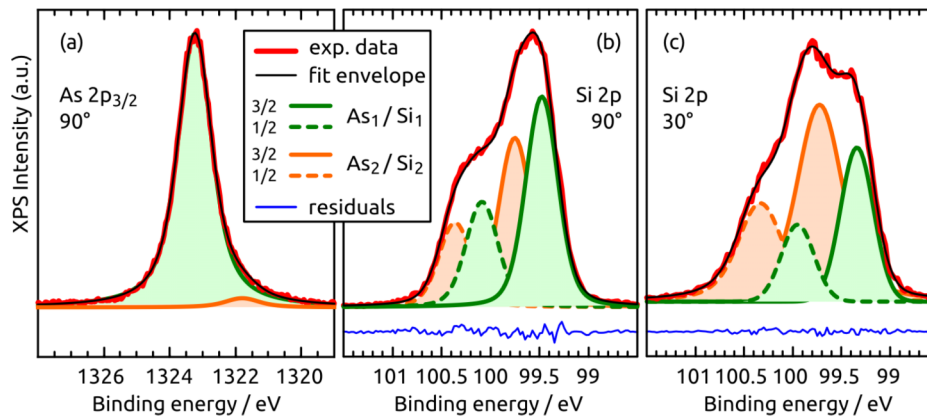 XPS Intensity (a.u.)
(a)
As 2p3/2
90°
exp. data
fit envelope
3/2
1/2
As1 / Si1
3/2
1/2
As2 / Si2
residuals
(b)
Si 2p
90°
(c)
Si 2p
30°
1326 1324 1322 1320
Binding energy / eV
101 100.5 100 99.5 99
Binding energy / eV
101 100.5 100 99.5 99
Binding energy / eV